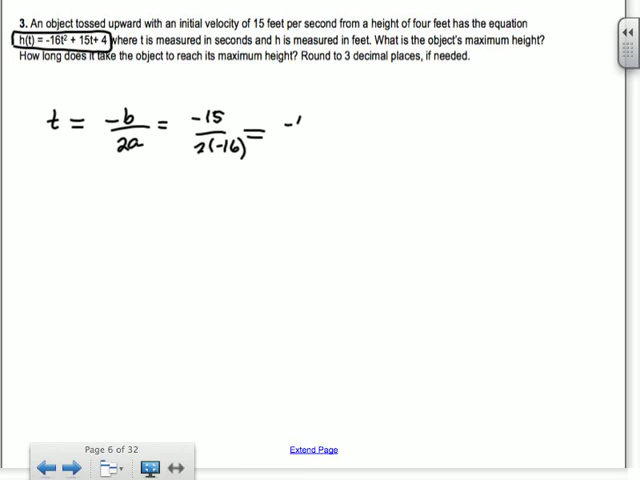 3. An object tossed upward with an initial velocity of 15 feet per second from a height of four feet has the equation
h(t) = -16t² + 15t+ 4 where t is measured in seconds and h is measured in feet. What is the object's maximum height?
How long does it take the object to reach its maximum height? Round to 3 decimal places, if needed.
t = -b/2a = -15/2(-16) = -1
Extend Page
Page 6 of 32